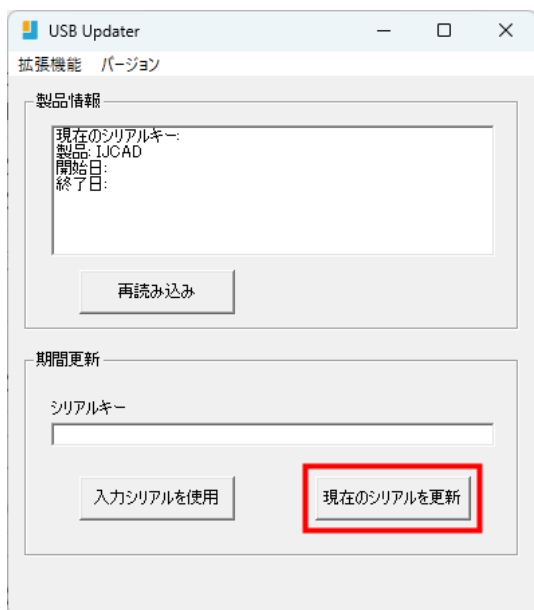 USB Updater
拡張機能 バージョン
製品情報
現在のシリアルキー:
製品: IJCAD
開始日:
終了日:
再読み込み
期間更新
シリアルキー
入力シリアルを使用
現在のシリアルを更新